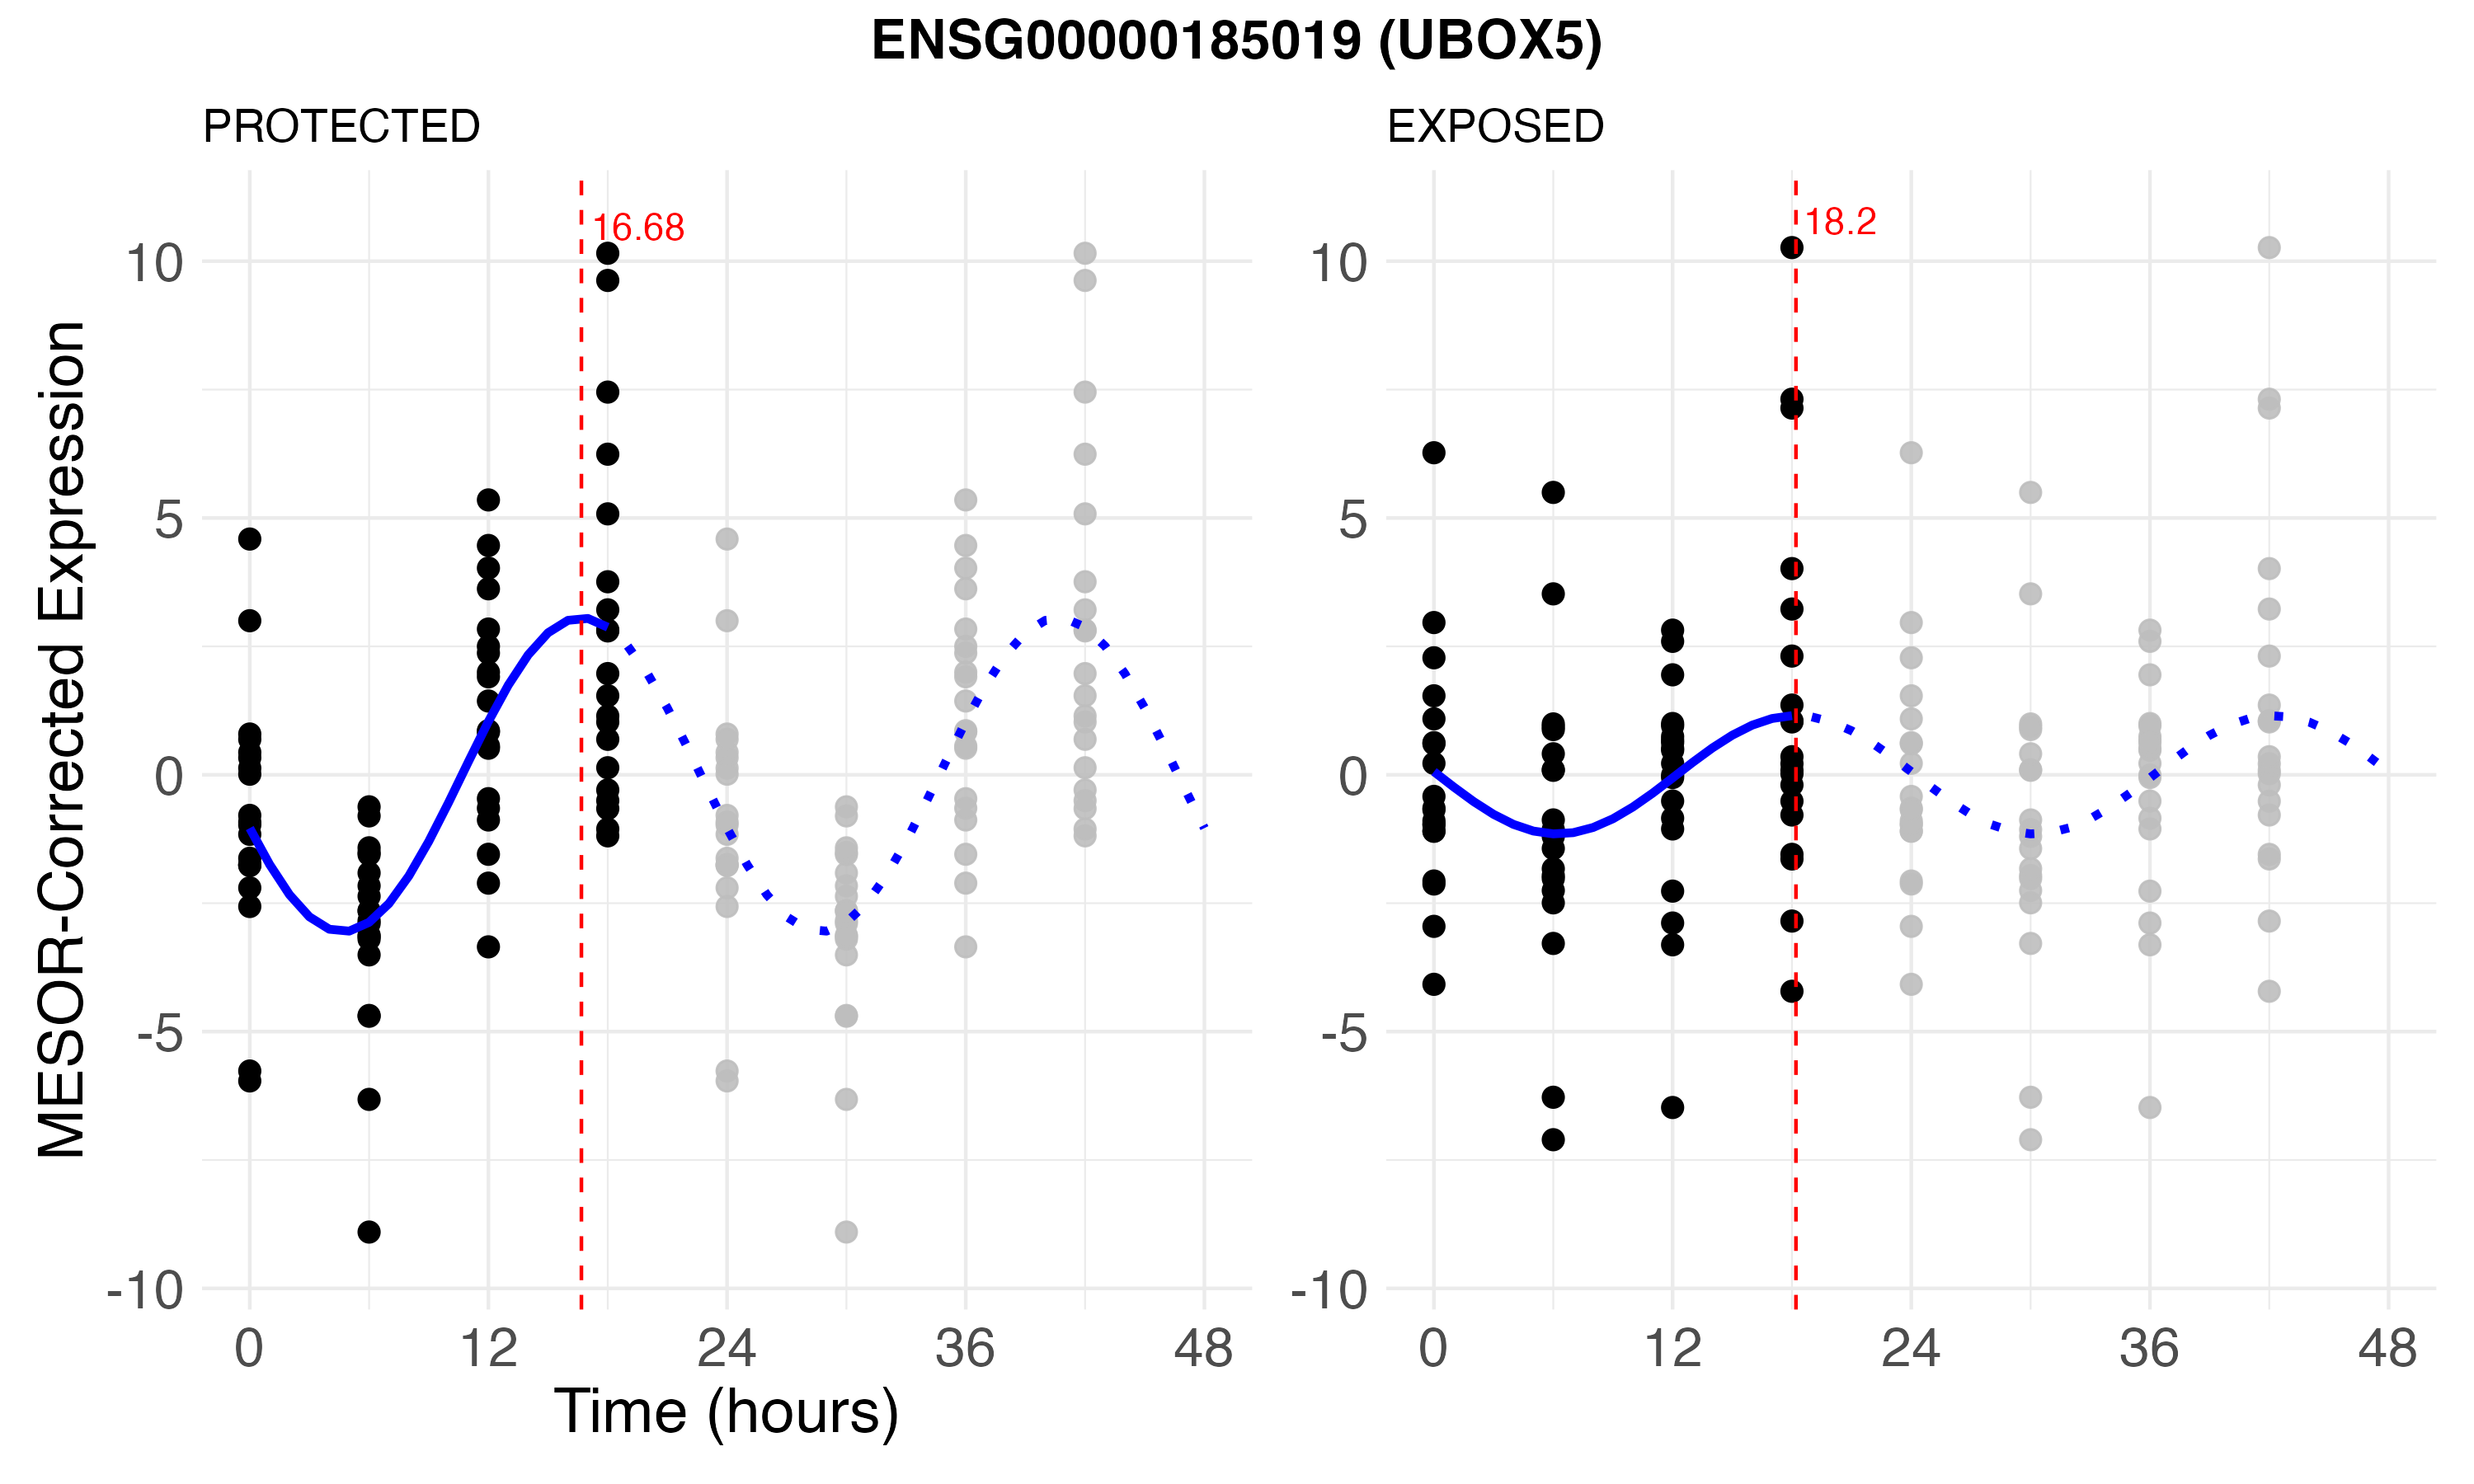 ENSG00000185019 (UBOX5)
PROTECTED
EXPOSED
MESOR-Corrected Expression
16.68
10
5
0
-5
-10
0 12 24 36 48
18.2
10
5
0
-5
-10
0 12 24 36 48
Time (hours)